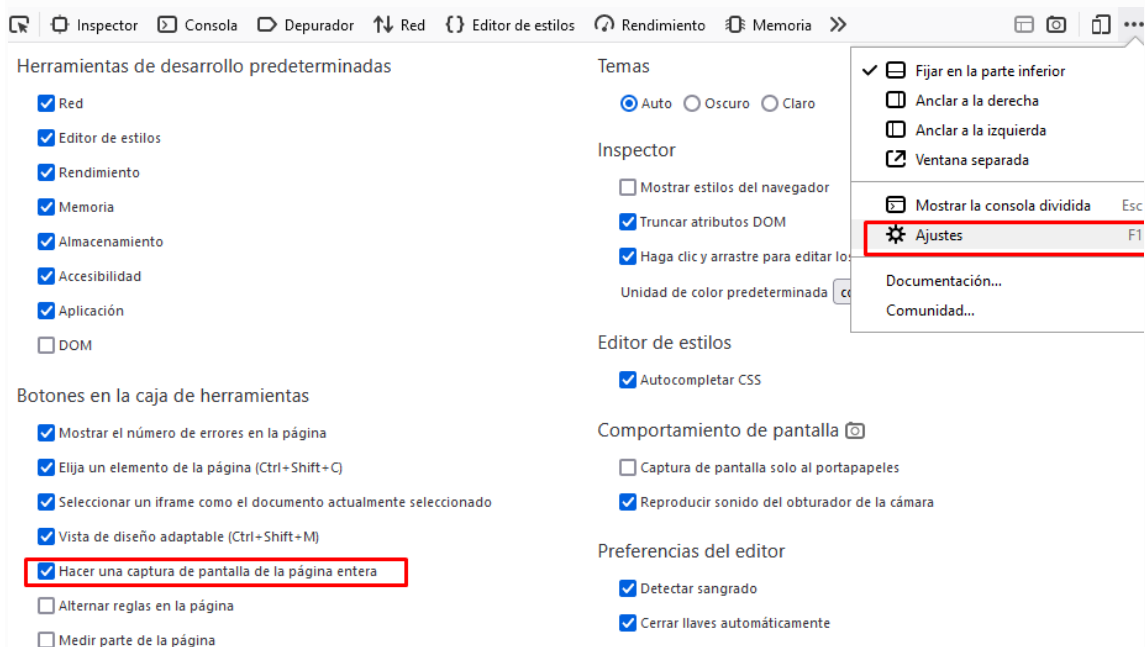 Inspector Consola Depurador Red Editor de estilos Rendimiento Memoria
Herramientas de desarrollo predeterminadas
Red
Editor de estilos
Rendimiento
Memoria
Almacenamiento
Accesibilidad
Aplicación
DOM
Botones en la caja de herramientas
Mostrar el número de errores en la página
Elija un elemento de la página (Ctrl+Shift+C)
Seleccionar un iframe como el documento actualmente seleccionado
Vista de diseño adaptable (Ctrl+Shift+M)
Hacer una captura de pantalla de la página entera
Alternar reglas en la página
Medir parte de la página
Temas
Auto Oscuro Claro
Inspector
Mostrar estilos del navegador
Truncar atributos DOM
Haga clic y arrastre para editar
Unidad de color predeterminada
Editor de estilos
Autocompletar CSS
Comportamiento de pantalla
Captura de pantalla solo al portapapeles
Reproducir sonido del obturador de la cámara
Preferencias del editor
Detectar sangrado
Cerrar llaves automáticamente
Fijar en la parte inferior
Anclar a la derecha
Anclar a la izquierda
Ventana separada
Mostrar la consola dividida Esc
Ajustes F1
Documentación...
Comunidad...